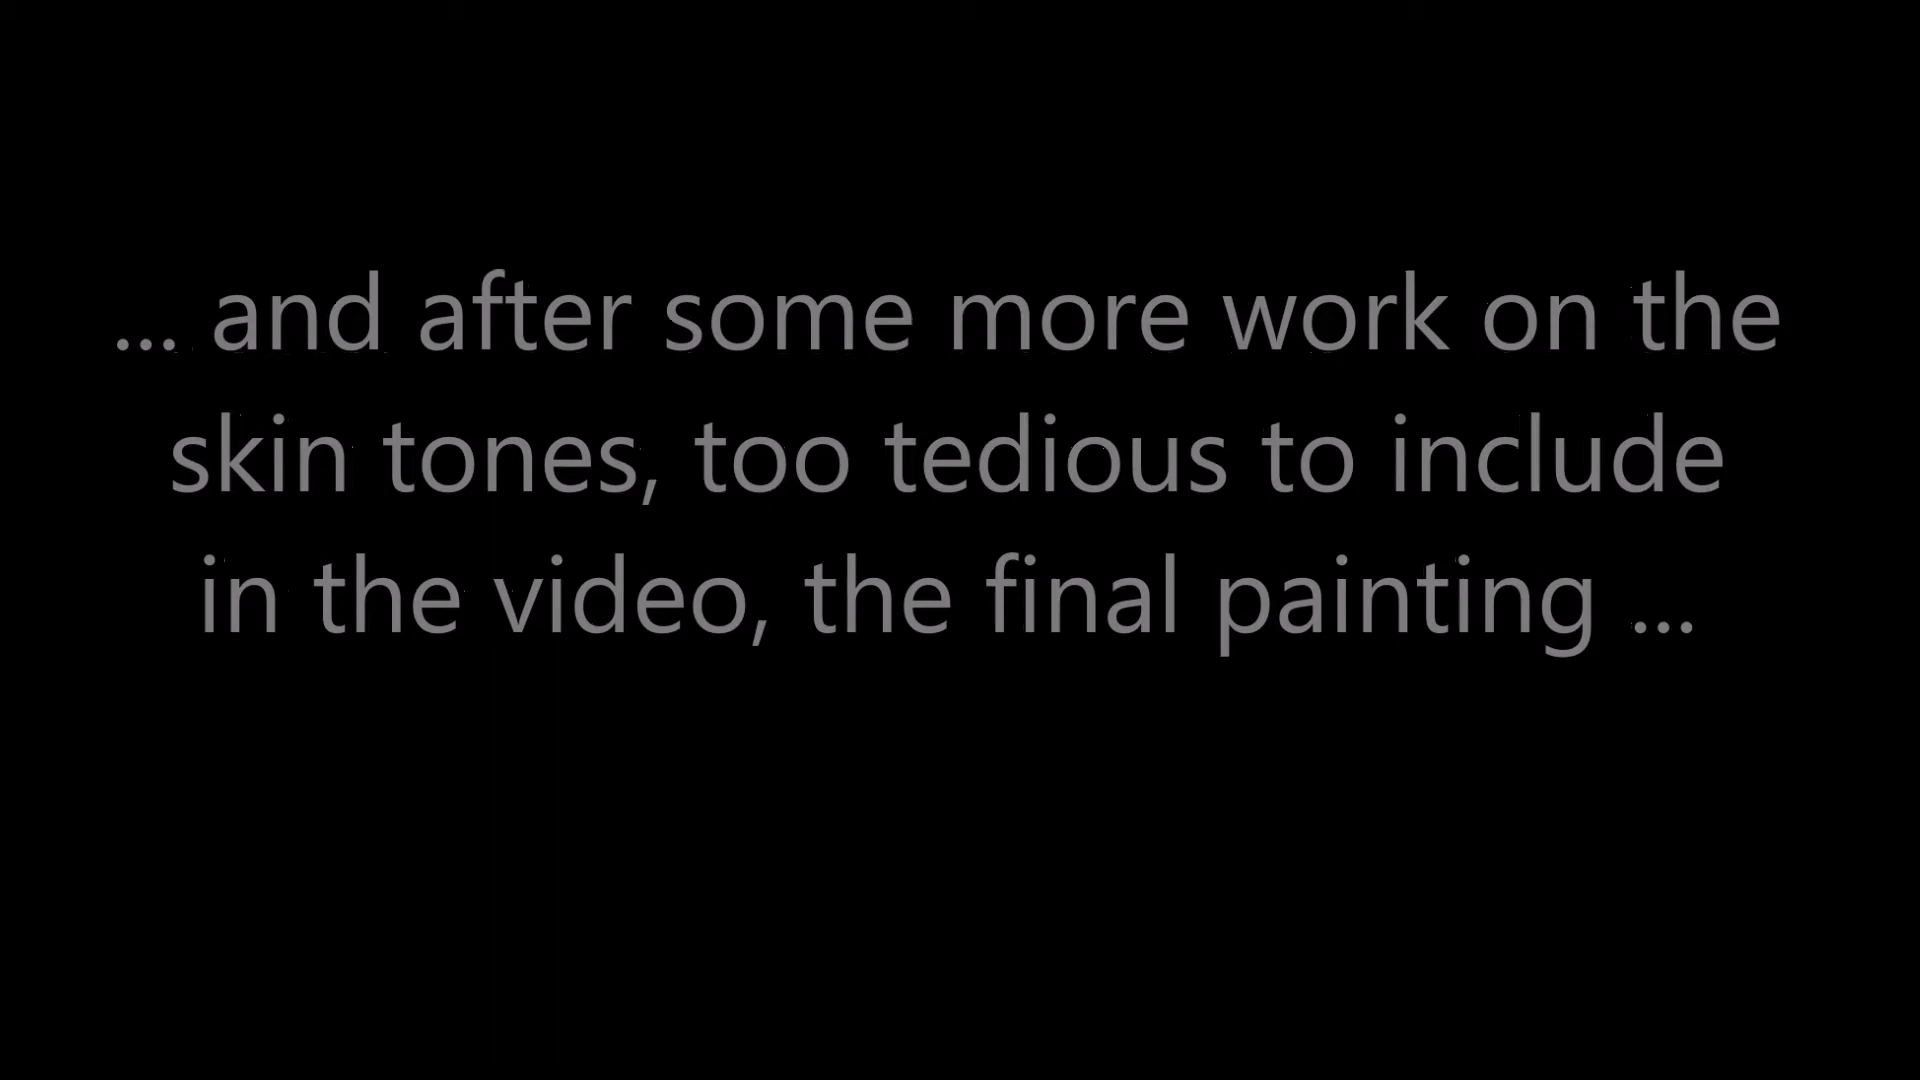 ... and after some more work on the
skin tones, too tedious to include
in the video, the final painting ...